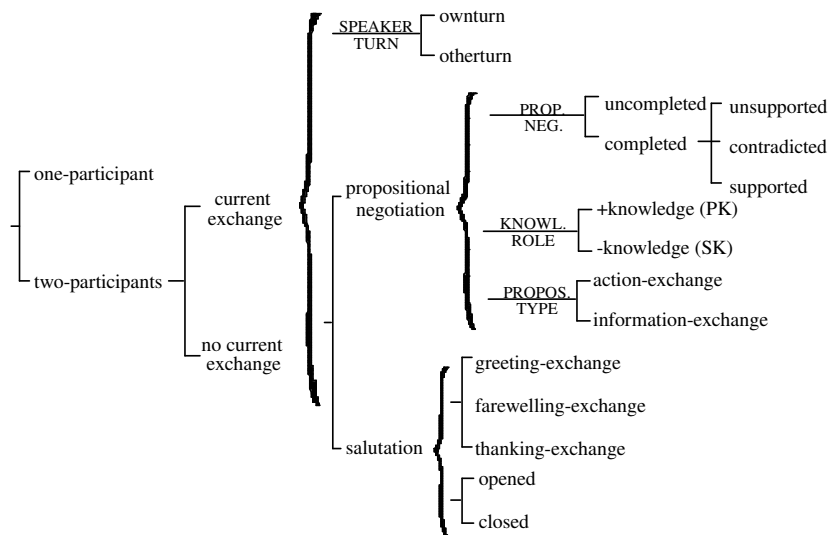 one-participant
two-participants
current
exchange
no current
exchange
SPEAKER
TURN
ownturn
otherturn
propositional
negotiation
PROP.
NEG.
uncompleted
completed
unsupported
contradicted
supported
KNOWL.
ROLE
+knowledge (PK)
-knowledge (SK)
PROPOS.
TYPE
action-exchange
information-exchange
salutation
greeting-exchange
farewelling-exchange
thanking-exchange
opened
closed